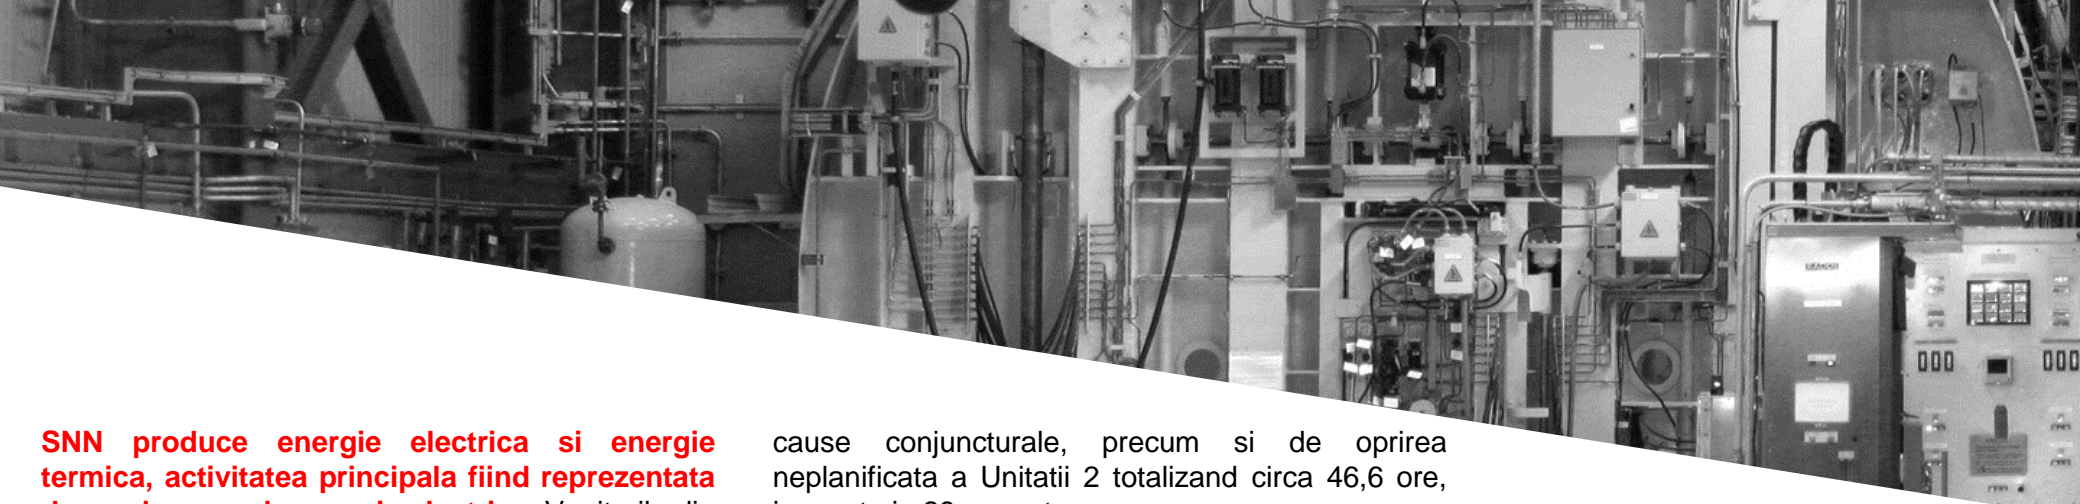 SNN produce energie electrica si energie
termica, activitatea principala fiind reprezentata
cause conjuncturale, precum si de oprirea
neplanificata a Unitatii 2 totalizand circa 46,6 ore,